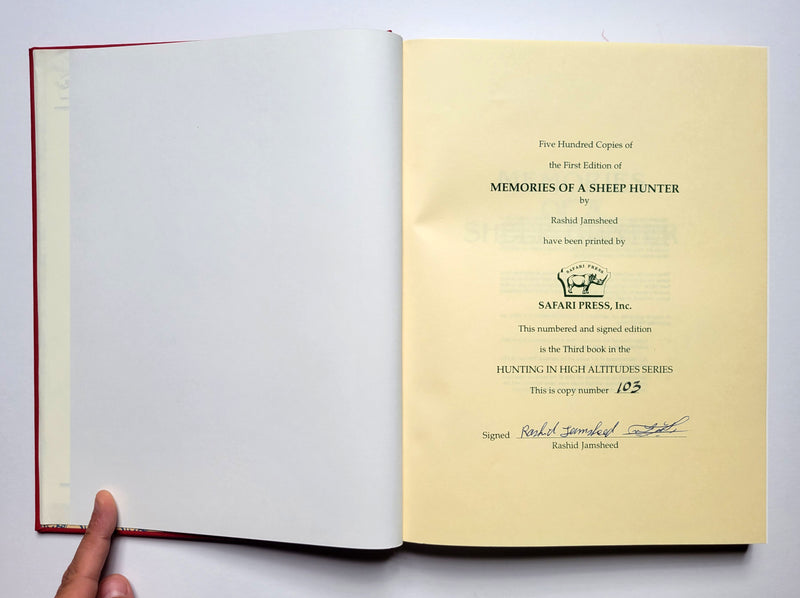 Five Hundred Copies of
the First Edition of
MEMORIES OF A SHEEP HUNTER
by
Rashid Jamsheed
have been printed by
SAFARI PRESS
SAFARI PRESS, Inc.
This numbered and signed edition
is the Third book in the
HUNTING IN HIGH ALTITUDES SERIES
This is copy number 103
Signed Rashid Jamsheed
Rashid Jamsheed